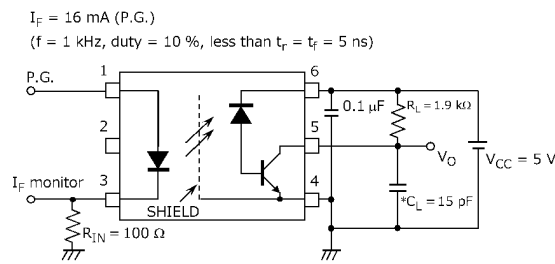 I_F = 16 mA (P.G.)
(f = 1 kHz, duty = 10 %, less than t_r = t_f = 5 ns)
P.G.
1
6
0.1 μF
R_L = 1.9 kΩ
2
5
V_O
V_CC = 5 V
I_F monitor
3
4
SHIELD
*C_L = 15 pF
R_IN = 100 Ω